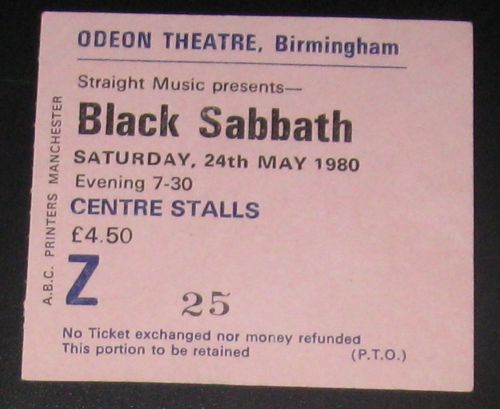 ODEON THEATRE, Birmingham
Straight Music presents—
Black Sabbath
SATURDAY, 24th MAY 1980
Evening 7-30
CENTRE STALLS
£4.50
Z 25
No Ticket exchanged nor money refunded
This portion to be retained (P.T.O.)
A.B.C. PRINTERS MANCHESTER